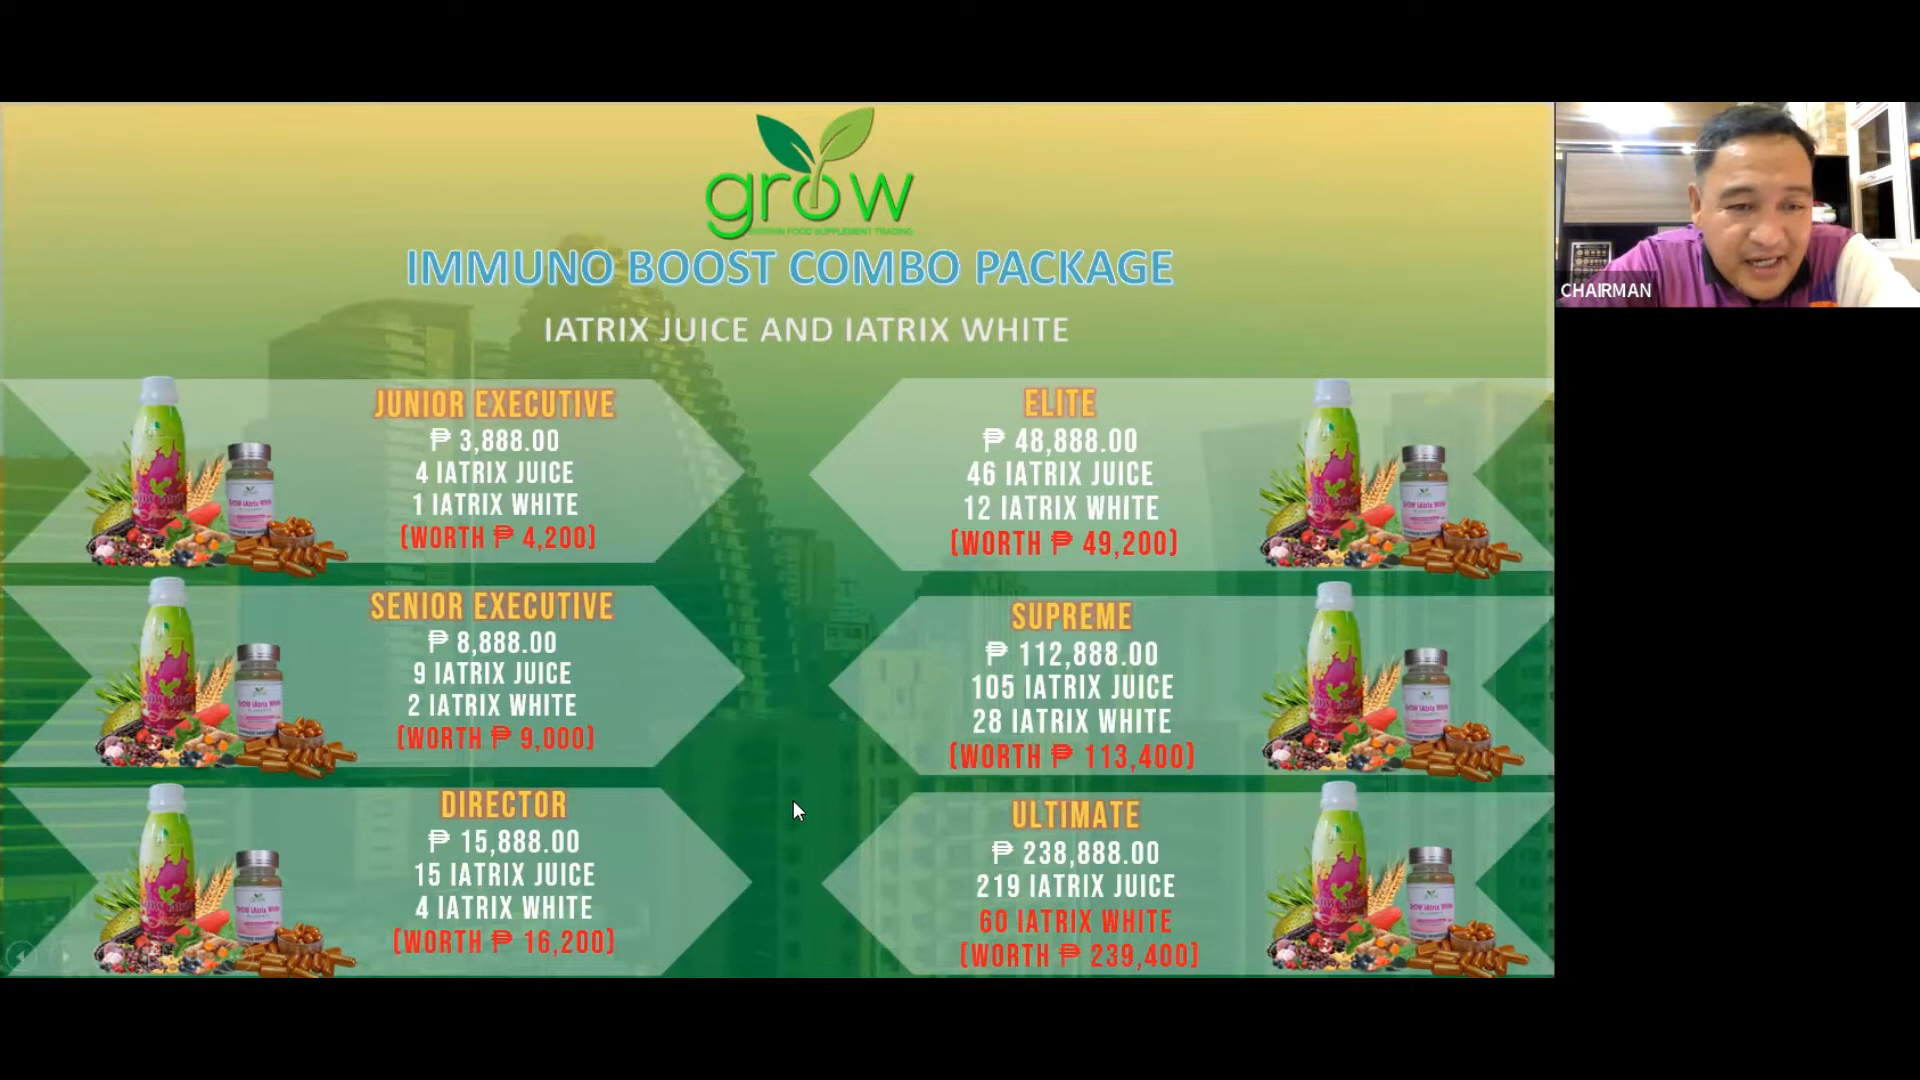 grow
FOOD SUPPLEMENT TRADING
IMMUNO BOOST COMBO PACKAGE
IATRIX JUICE AND IATRIX WHITE
JUNIOR EXECUTIVE
₱ 3,888.00
4 IATRIX JUICE
1 IATRIX WHITE
(WORTH ₱ 4,200)
SENIOR EXECUTIVE
₱ 8,888.00
9 IATRIX JUICE
2 IATRIX WHITE
(WORTH ₱ 9,000)
DIRECTOR
₱ 15,888.00
15 IATRIX JUICE
4 IATRIX WHITE
(WORTH ₱ 16,200)
ELITE
₱ 48,888.00
46 IATRIX JUICE
12 IATRIX WHITE
(WORTH ₱ 49,200)
SUPREME
₱ 112,888.00
105 IATRIX JUICE
28 IATRIX WHITE
(WORTH ₱ 113,400)
ULTIMATE
₱ 238,888.00
219 IATRIX JUICE
60 IATRIX WHITE
(WORTH ₱ 239,400)
CHAIRMAN